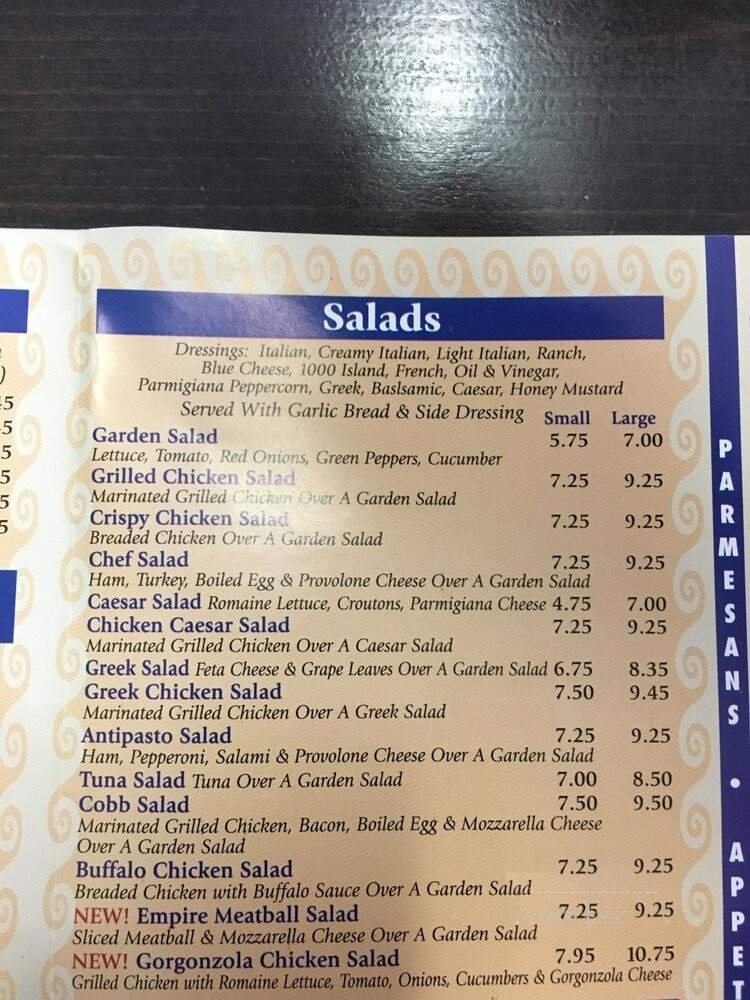 Salads
Dressings: Italian, Creamy Italian, Light Italian, Ranch,
Blue Cheese, 1000 Island, French, Oil & Vinegar,
Parmigiana Peppercorn, Greek, Baslsamic, Caesar, Honey Mustard
Served With Garlic Bread & Side Dressing Small Large
Garden Salad 5.75 7.00
Lettuce, Tomato, Red Onions, Green Peppers, Cucumber
Grilled Chicken Salad 7.25 9.25
Marinated Grilled Chicken Over A Garden Salad
Crispy Chicken Salad 7.25 9.25
Breaded Chicken Over A Garden Salad
Chef Salad 7.25 9.25
Ham, Turkey, Boiled Egg & Provolone Cheese Over A Garden Salad
Caesar Salad Romaine Lettuce, Croutons, Parmigiana Cheese 4.75 7.00
Chicken Caesar Salad 7.25 9.25
Marinated Grilled Chicken Over A Caesar Salad
Greek Salad Feta Cheese & Grape Leaves Over A Garden Salad 6.75 8.35
Greek Chicken Salad 7.50 9.45
Marinated Grilled Chicken Over A Greek Salad
Antipasto Salad 7.25 9.25
Ham, Pepperoni, Salami & Provolone Cheese Over A Garden Salad
Tuna Salad Tuna Over A Garden Salad 7.00 8.50
Cobb Salad 7.50 9.50
Marinated Grilled Chicken, Bacon, Boiled Egg & Mozzarella Cheese
Over A Garden Salad
Buffalo Chicken Salad 7.25 9.25
Breaded Chicken with Buffalo Sauce Over A Garden Salad
NEW! Empire Meatball Salad 7.25 9.25
Sliced Meatball & Mozzarella Cheese Over A Garden Salad
NEW! Gorgonzola Chicken Salad 7.95 10.75
Grilled Chicken with Romaine Lettuce, Tomato, Onions, Cucumbers & Gorgonzola Cheese
PARMESANS • APPET